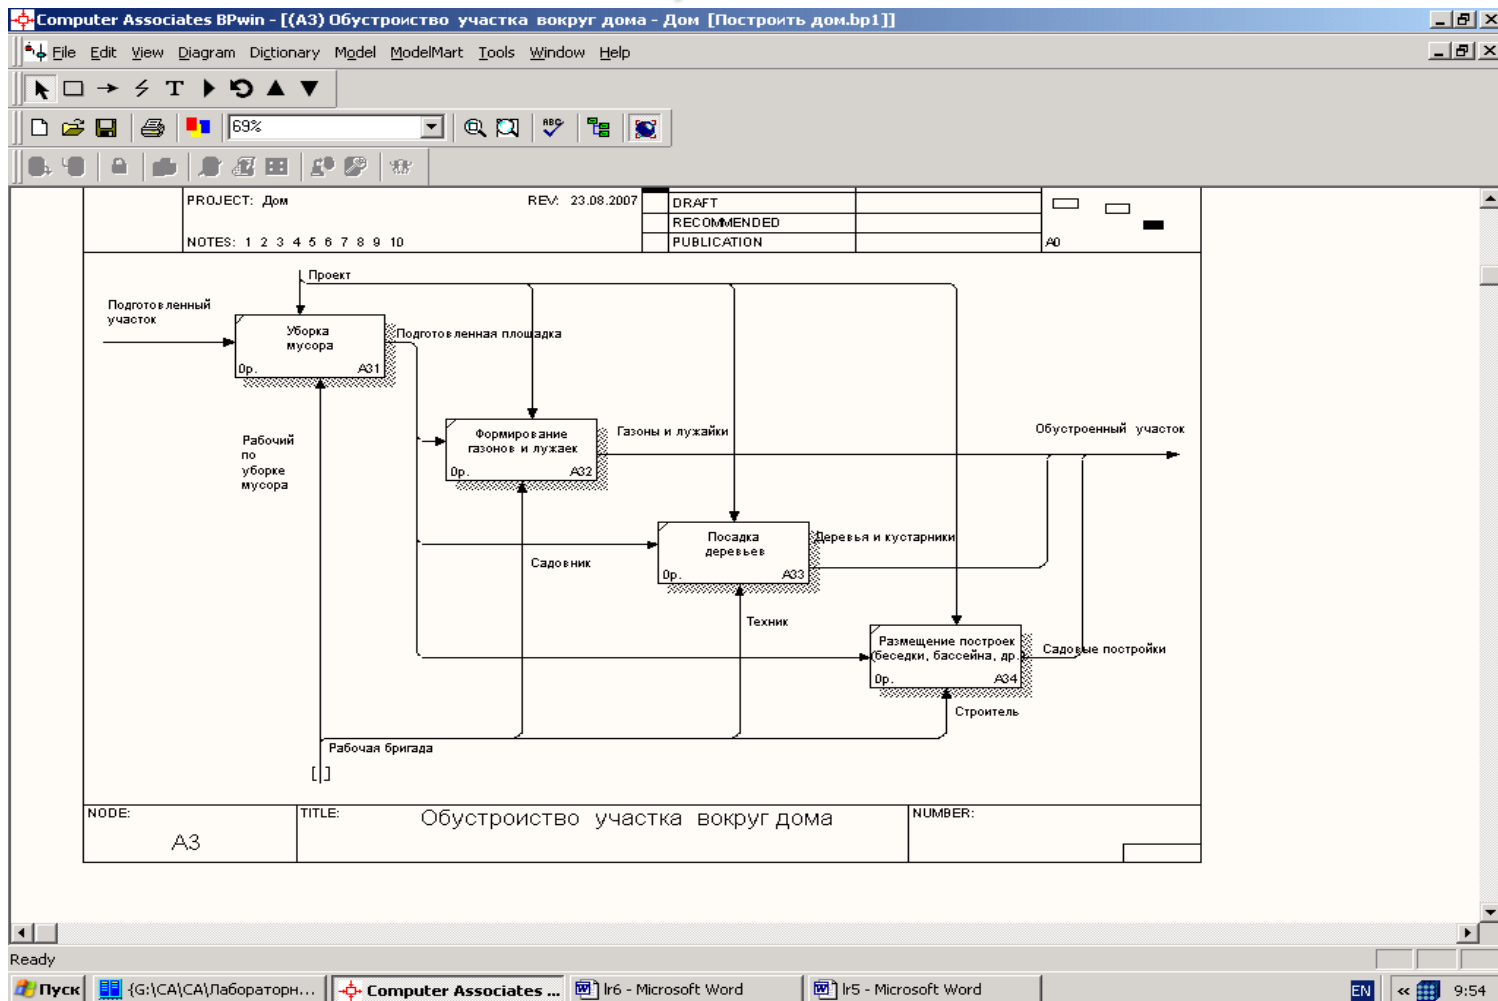 Computer Associates BPwin - [(A3) Обустроиство участка вокруг дома - Дом [Построить дом.bp1]]
File Edit View Diagram Dictionary Model ModelMart Tools Window Help
T
69%
ABC
PROJECT: Дом
REV: 23.08.2007
DRAFT
RECOMMENDED
NOTES: 1 2 3 4 5 6 7 8 9 10
PUBLICATION
A0
Проект
Подготовленный
участок
Уборка
мусора
0р.
A31
Подготовленная площадка
Рабочий
по
уборке
мусора
Формирование
газонов и лужаек
0р.
A32
Газоны и лужайки
Обустроенный участок
Посадка
деревьев
0р.
A33
Деревья и кустарники
Садовник
Техник
Размещение построек
(беседки, бассейна, др.)
0р.
A34
Садовые постройки
Строитель
Рабочая бригада
NODE:
A3
TITLE:
Обустроиство участка вокруг дома
NUMBER:
Ready
Пуск
{G:\CA\CA\Лабораторн...
Computer Associates ...
lr6 - Microsoft Word
lr5 - Microsoft Word
EN
«
9:54